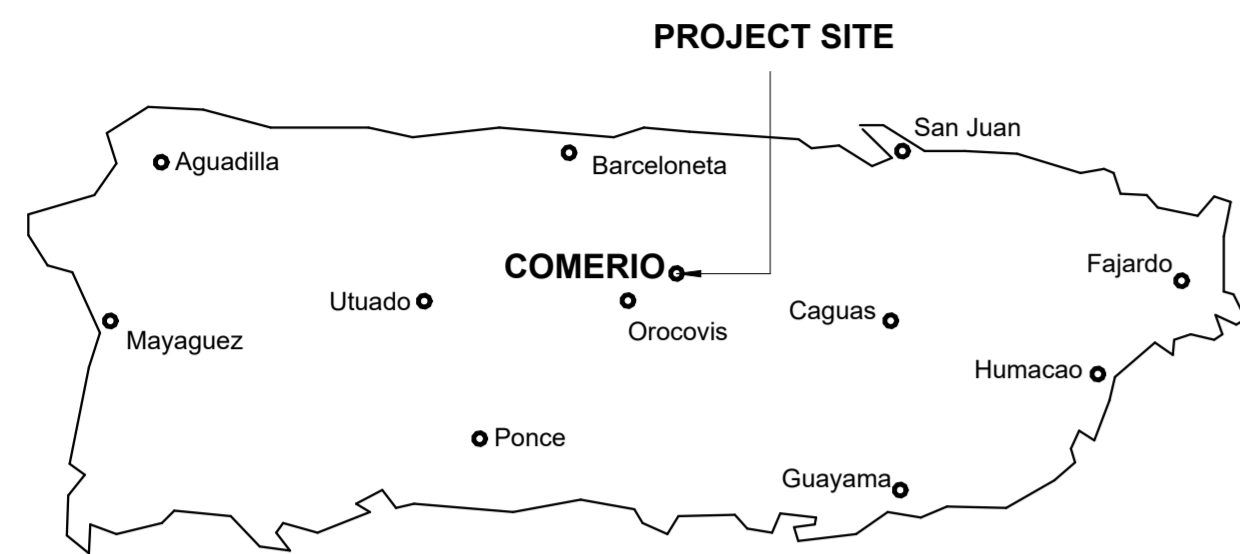 PROJECT SITE
San Juan
Aguadilla
Barceloneta
COMERIO
Fajardo
Utuado
Orocovis
Caguas
Mayaguez
Humacao
Ponce
Guayama